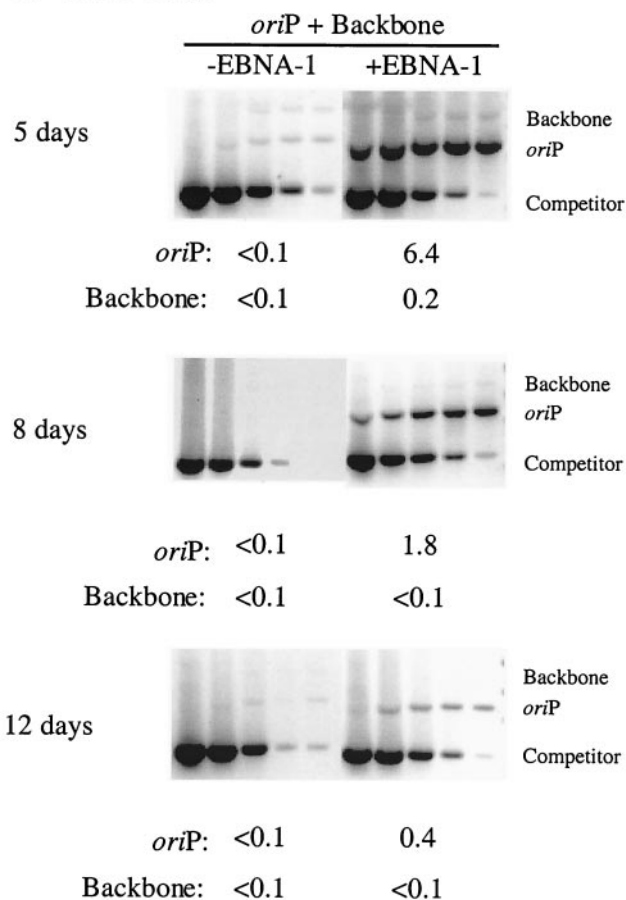 oriP + Backbone
-EBNA-1 +EBNA-1
5 days
Backbone
oriP
Competitor
oriP: <0.1 6.4
Backbone: <0.1 0.2
8 days
Backbone
oriP
Competitor
oriP: <0.1 1.8
Backbone: <0.1 <0.1
12 days
Backbone
oriP
Competitor
oriP: <0.1 0.4
Backbone: <0.1 <0.1